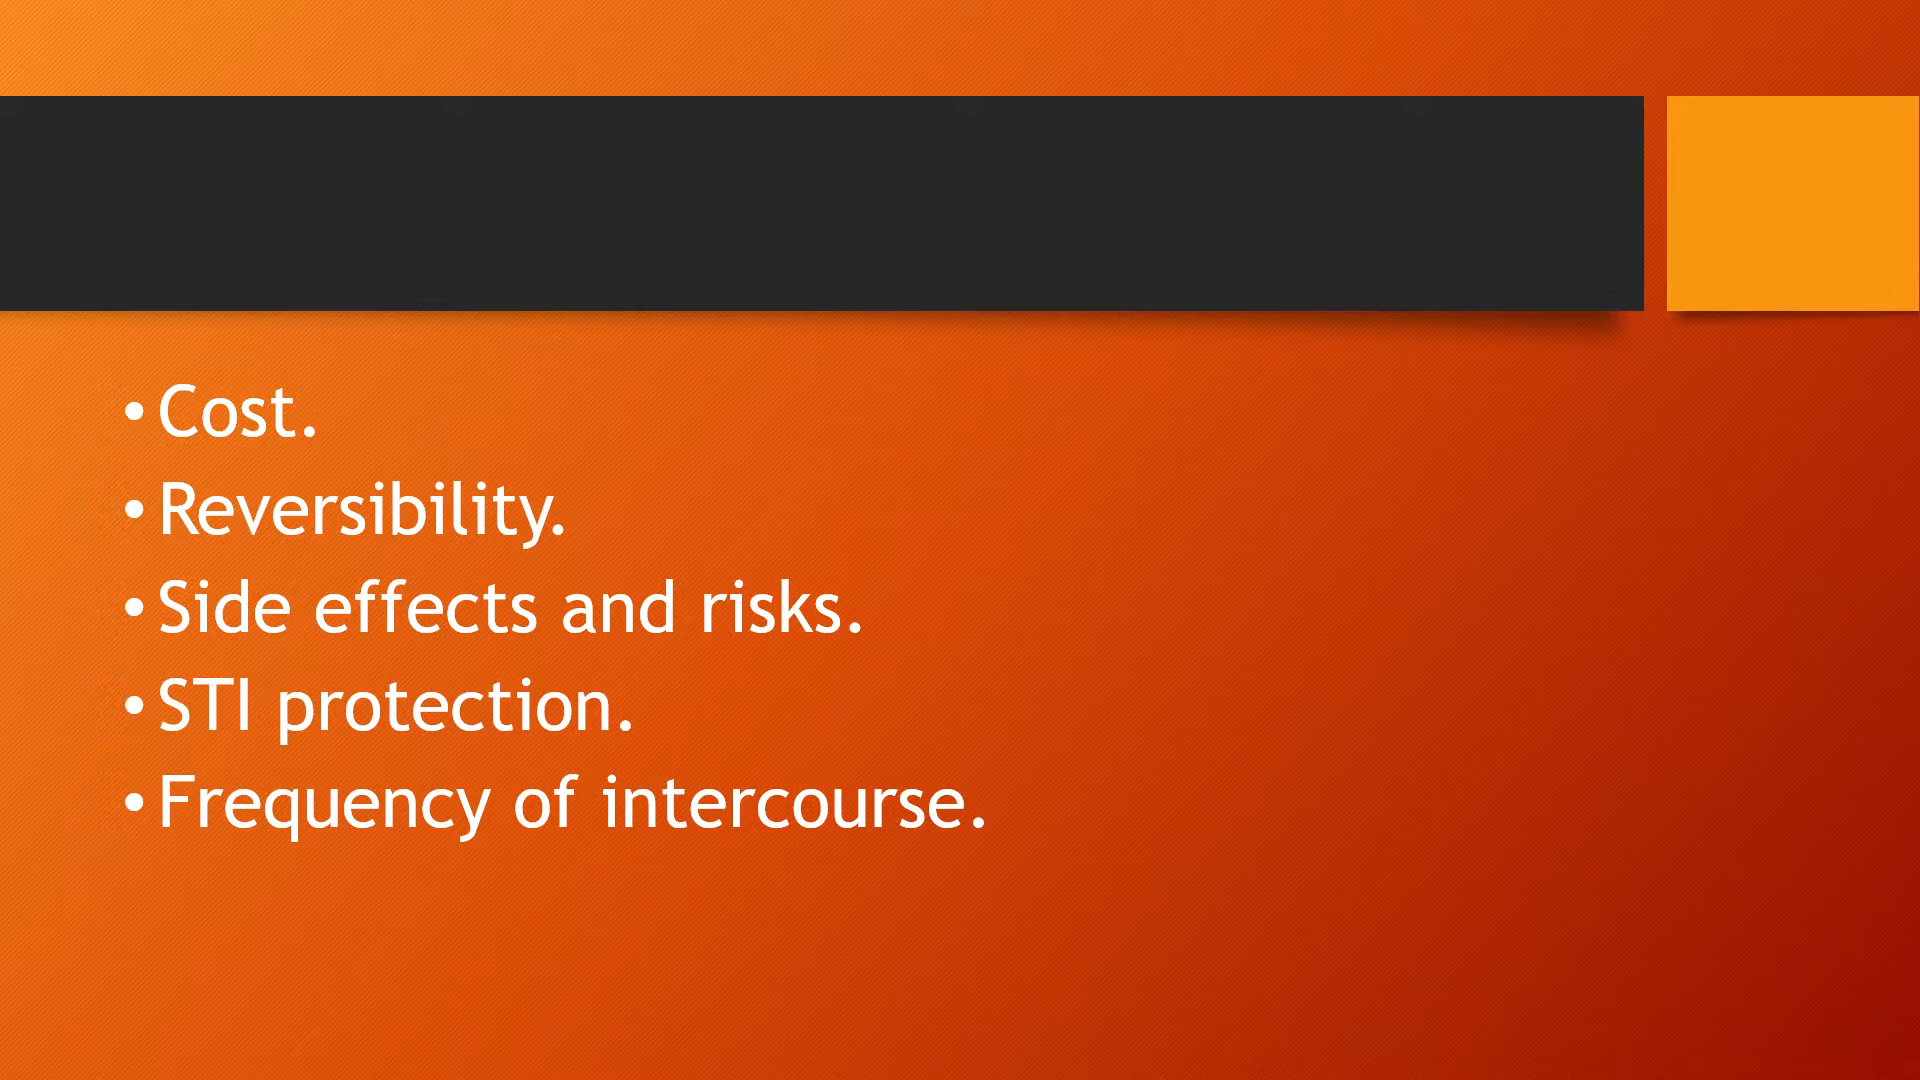 • Cost.
• Reversibility.
• Side effects and risks.
• STI protection.
• Frequency of intercourse.